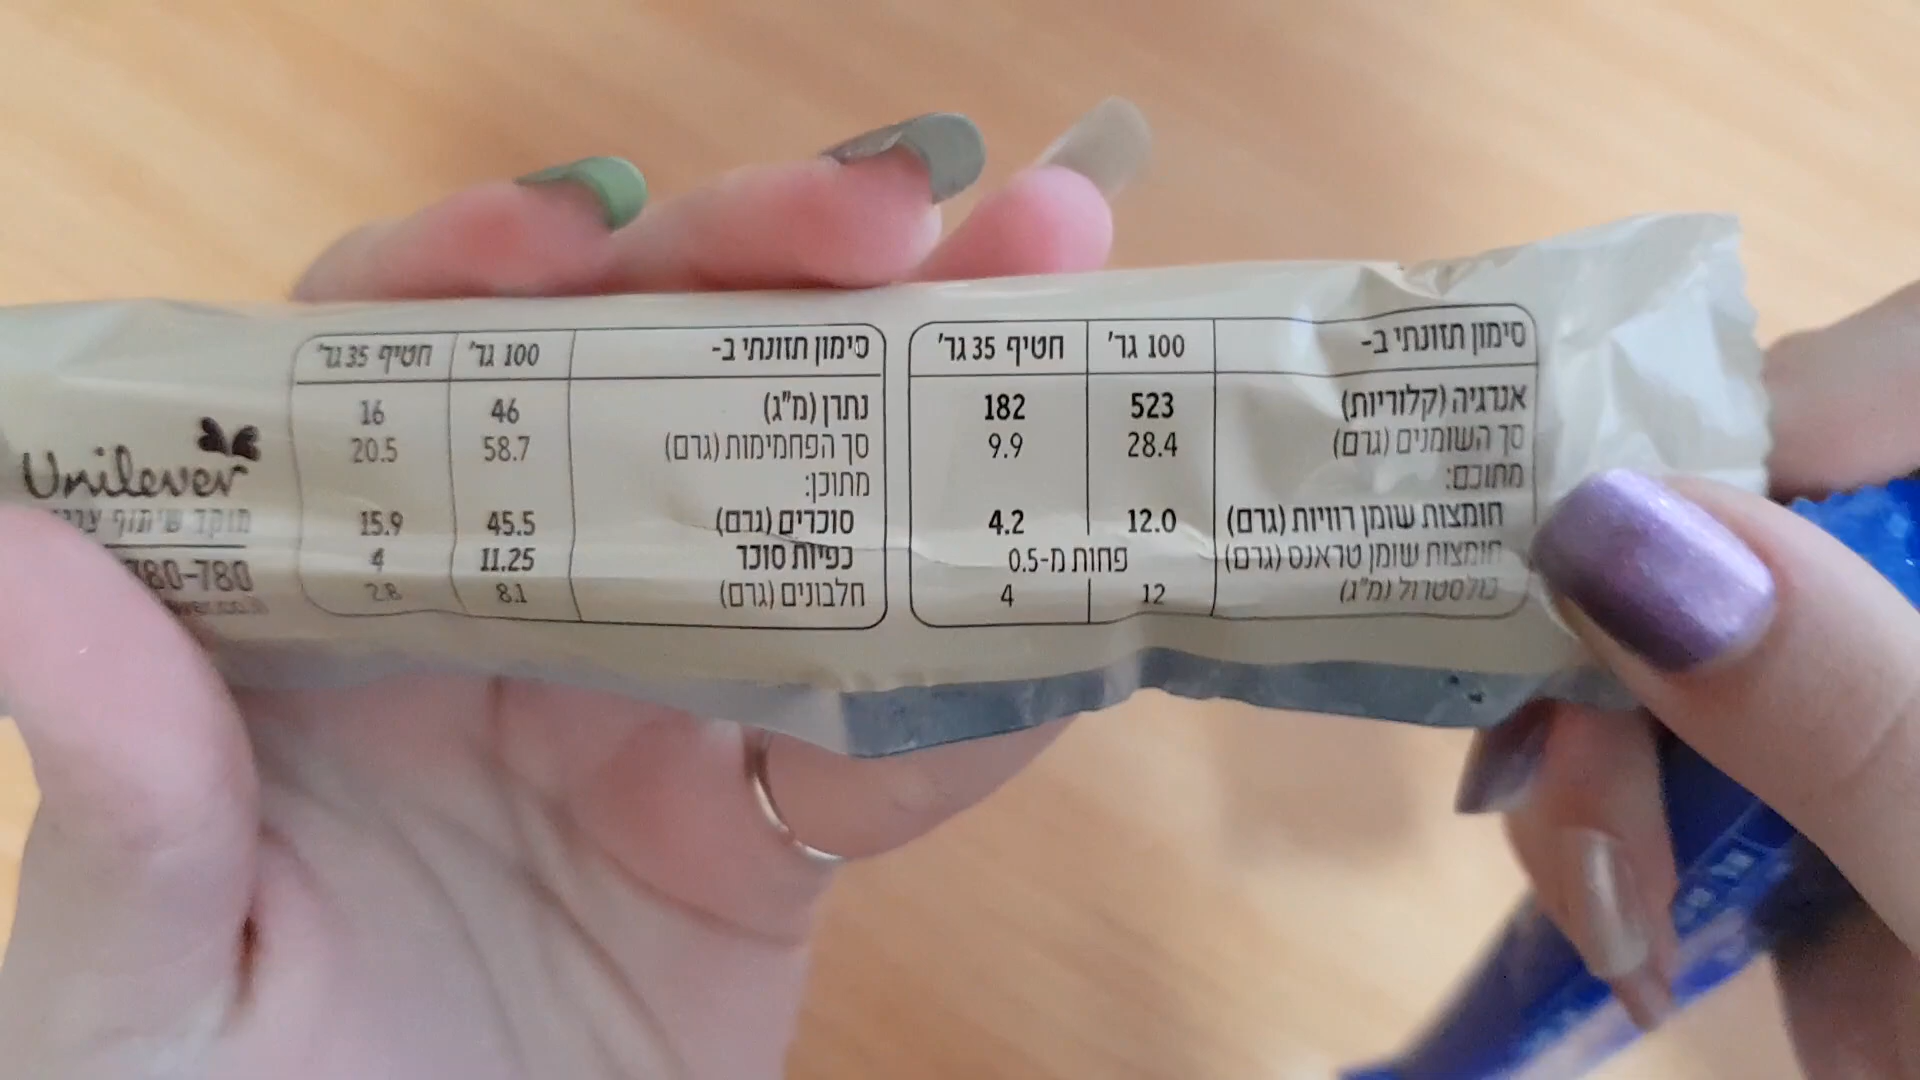 סימון תזונתי ב- 100 גר' חטיף 35 גר'
אנרגיה (קלוריות) 523 182
סך השומנים (גרם) 28.4 9.9
מתוכם:
חומצות שומן רוויות (גרם) 12.0 4.2
חומצות שומן טראנס (גרם) פחות מ-0.5
כולסטרול (מ"ג) 12 4
סימון תזונתי ב- 100 גר' חטיף 35 גר'
נתרן (מ"ג) 46 16
סך הפחמימות (גרם) 58.7 20.5
מתוכן:
סוכרים (גרם) 45.5 15.9
כפיות סוכר 11.25 4
חלבונים (גרם) 8.1 2.8
Unilever
מוקד שיתוף
780-780